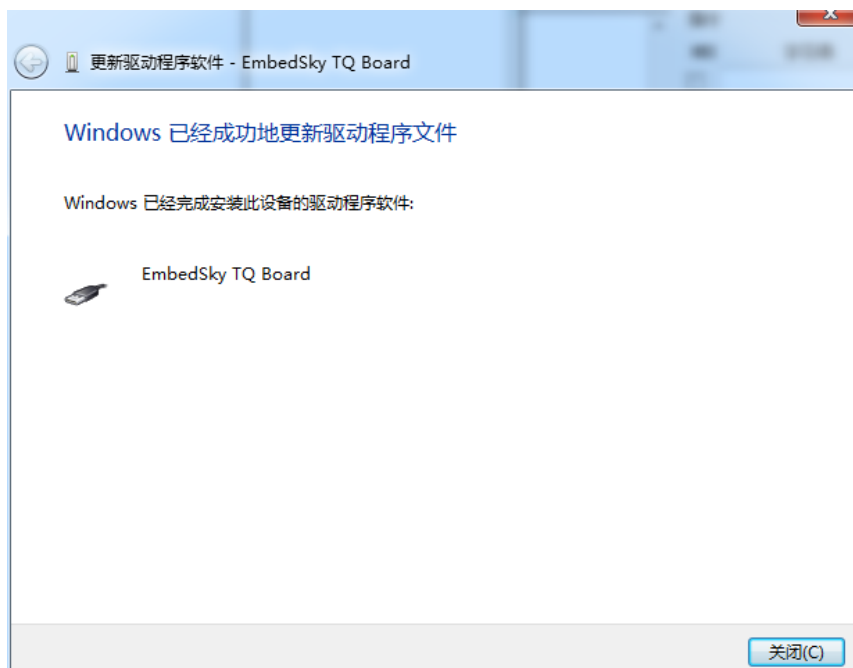 更新驱动程序软件 - EmbedSky TQ Board
Windows 已经成功地更新驱动程序文件
Windows 已经完成安装此设备的驱动程序软件:
EmbedSky TQ Board
关闭(C)